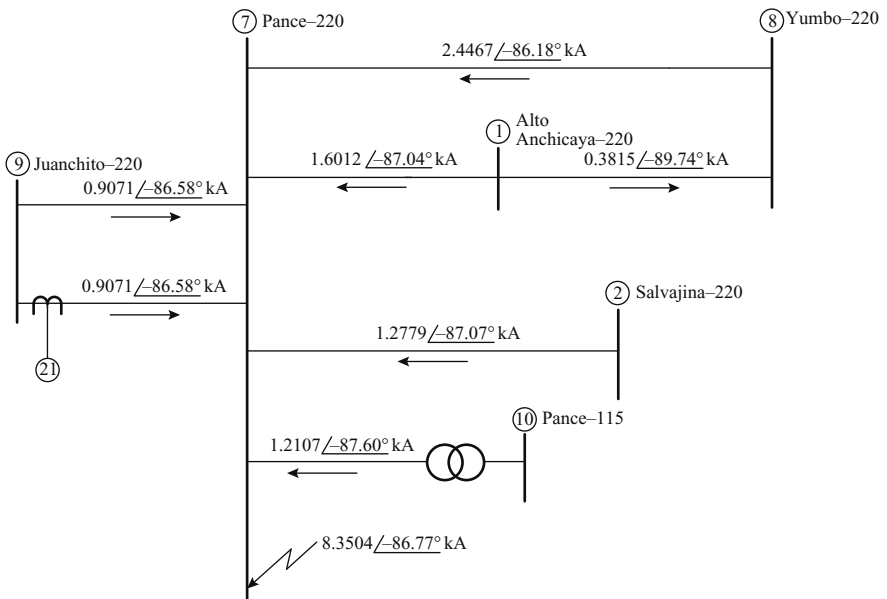 7 Pance–220
8 Yumbo–220
2.4467/–86.18° kA
1 Alto
Anchicaya–220
9 Juanchito–220
1.6012 /–87.04° kA
0.3815/–89.74° kA
0.9071/–86.58° kA
0.9071/–86.58° kA
2 Salvajina–220
1.2779/–87.07° kA
21
10 Pance–115
1.2107/–87.60° kA
8.3504/–86.77° kA